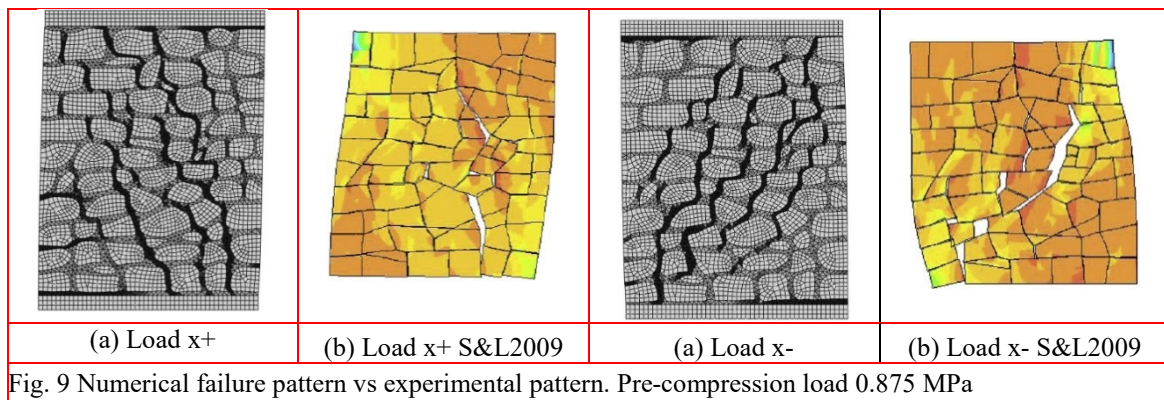 (a) Load x+
(b) Load x+ S&L2009
(a) Load x-
(b) Load x- S&L2009
Fig. 9 Numerical failure pattern vs experimental pattern. Pre-compression load 0.875 MPa